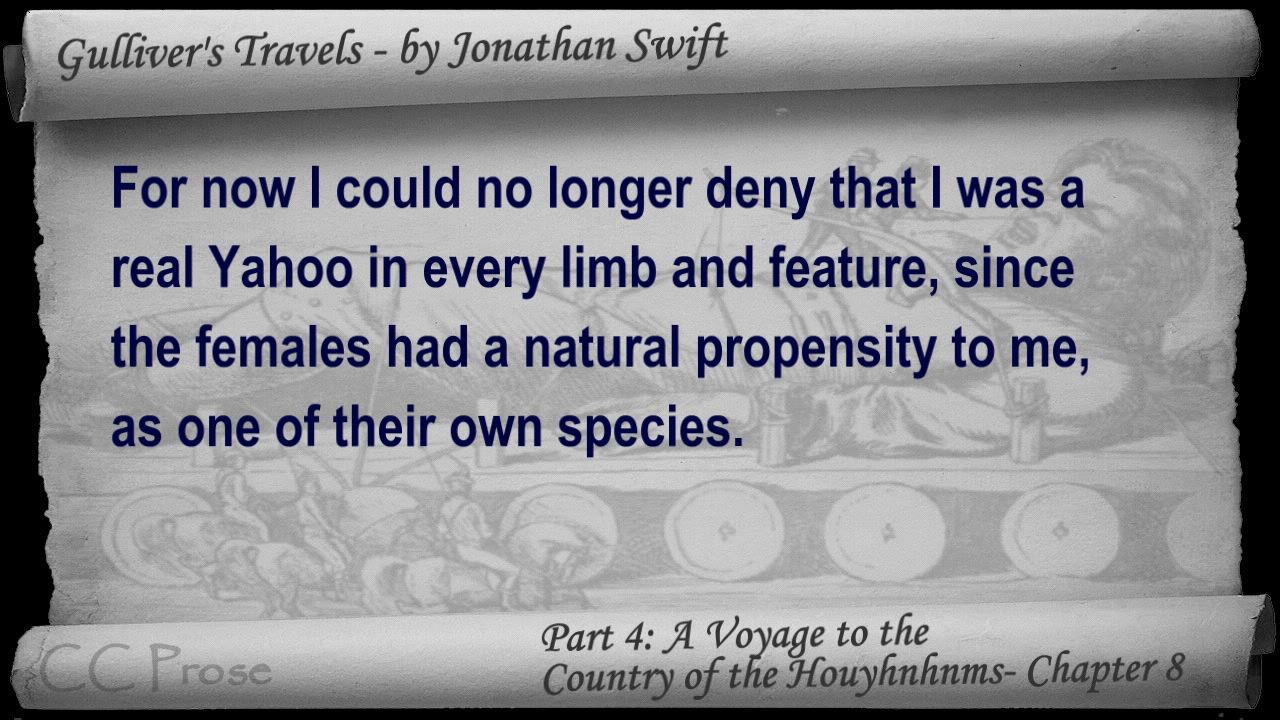 Gulliver's Travels - by Jonathan Swift
For now I could no longer deny that I was a
real Yahoo in every limb and feature, since
the females had a natural propensity to me,
as one of their own species.
CC Prose
Part 4: A Voyage to the
Country of the Houyhnhnms- Chapter 8